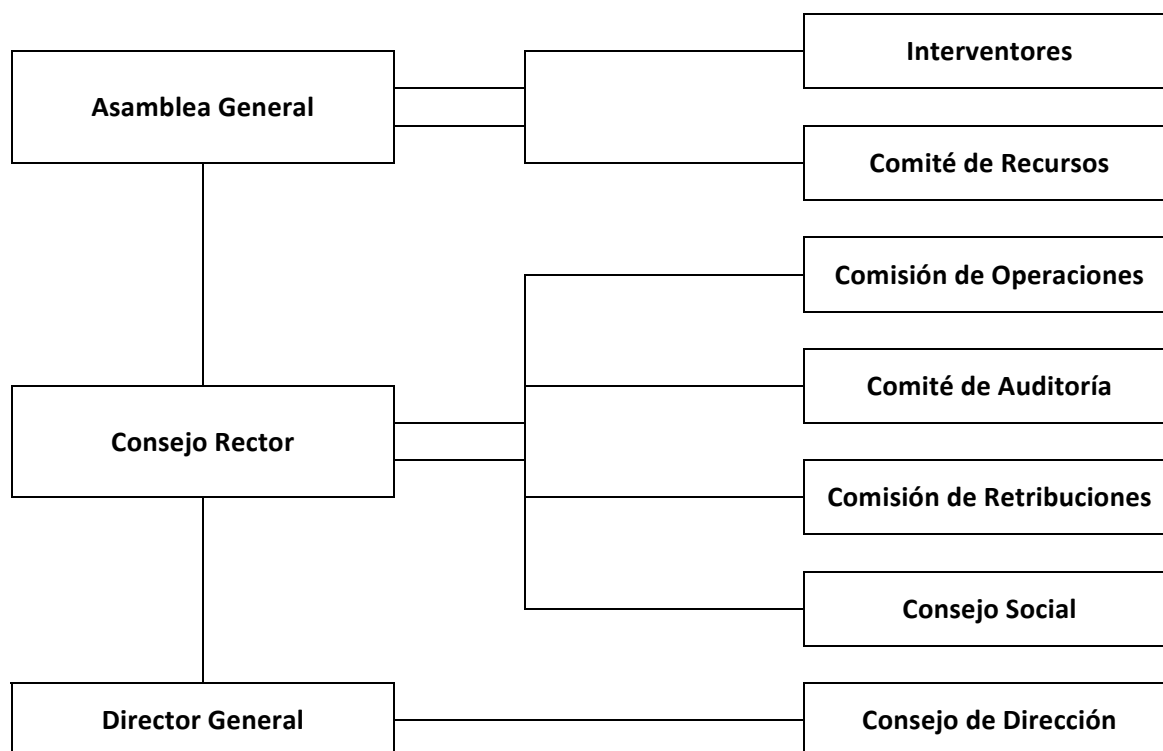 Interventores
Asamblea General
Comité de Recursos
Comisión de Operaciones
Comité de Auditoría
Consejo Rector
Comisión de Retribuciones
Consejo Social
Director General
Consejo de Dirección